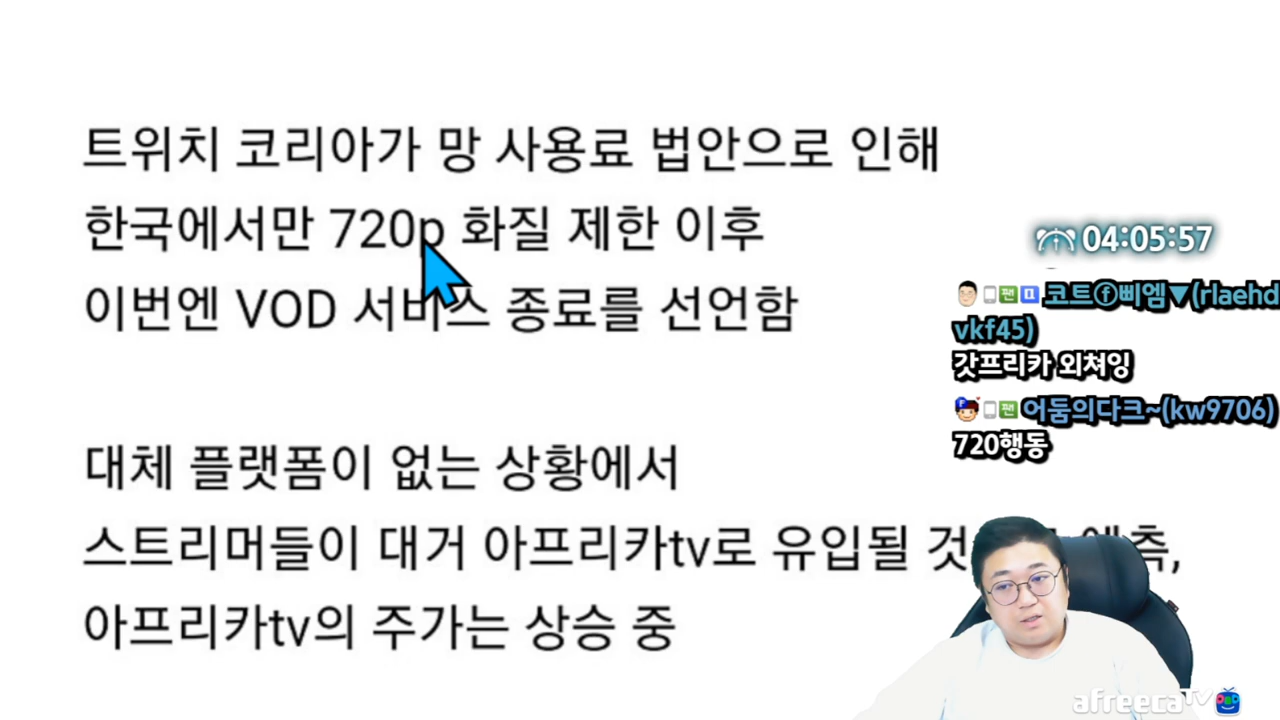 트위치 코리아가 망 사용료 법안으로 인해
한국에서만 720p 화질 제한 이후
이번엔 VOD 서비스 종료를 선언함
대체 플랫폼이 없는 상황에서
스트리머들이 대거 아프리카tv로 유입될 예측,
아프리카tv의 주가는 상승 중
04:05:57
코트ⓕ삐엠▼(rlaehd
vkf45)
갓프리카 외쳐잉
어둠의다크~(kw9706)
720행동
afreecaTV